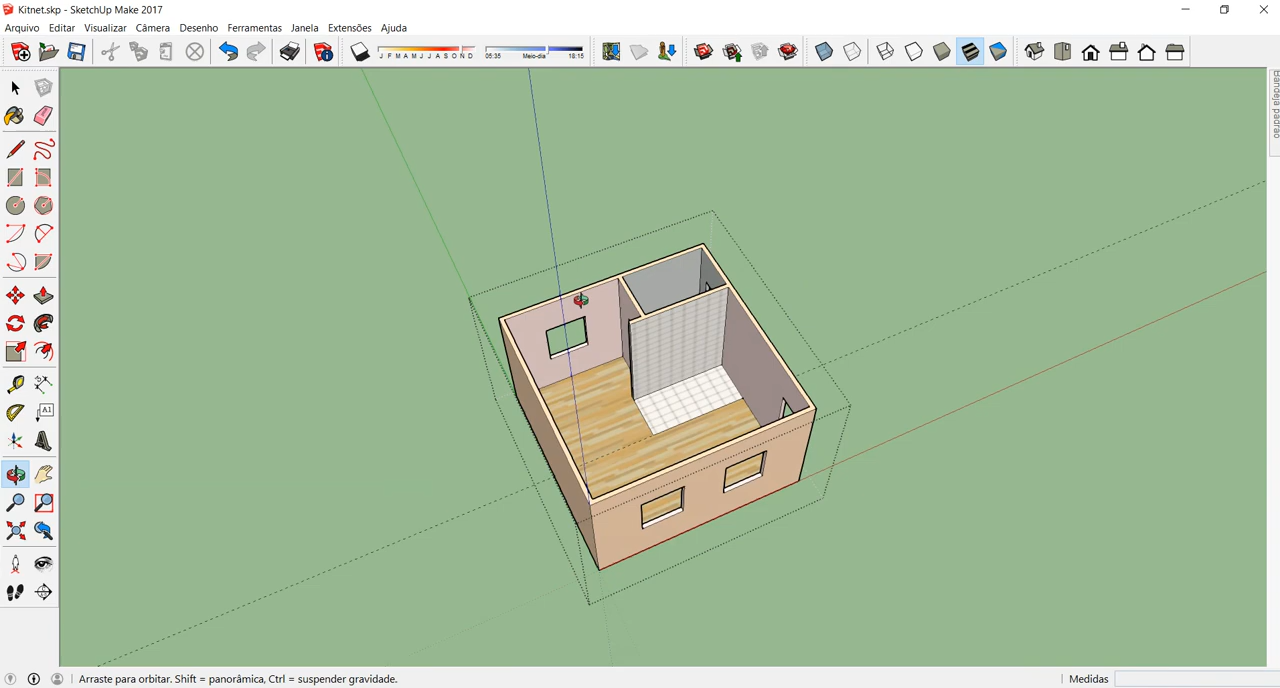 Kitnet.skp - SketchUp Make 2017
Arquivo Editar Visualizar Câmera Desenho Ferramentas Janela Extensões Ajuda
J F M A M J J A S O N D 05:35 Meio-dia 18:15
Bandeja padrão
A1
Arraste para orbitar. Shift = panorâmica, Ctrl = suspender gravidade.
Medidas